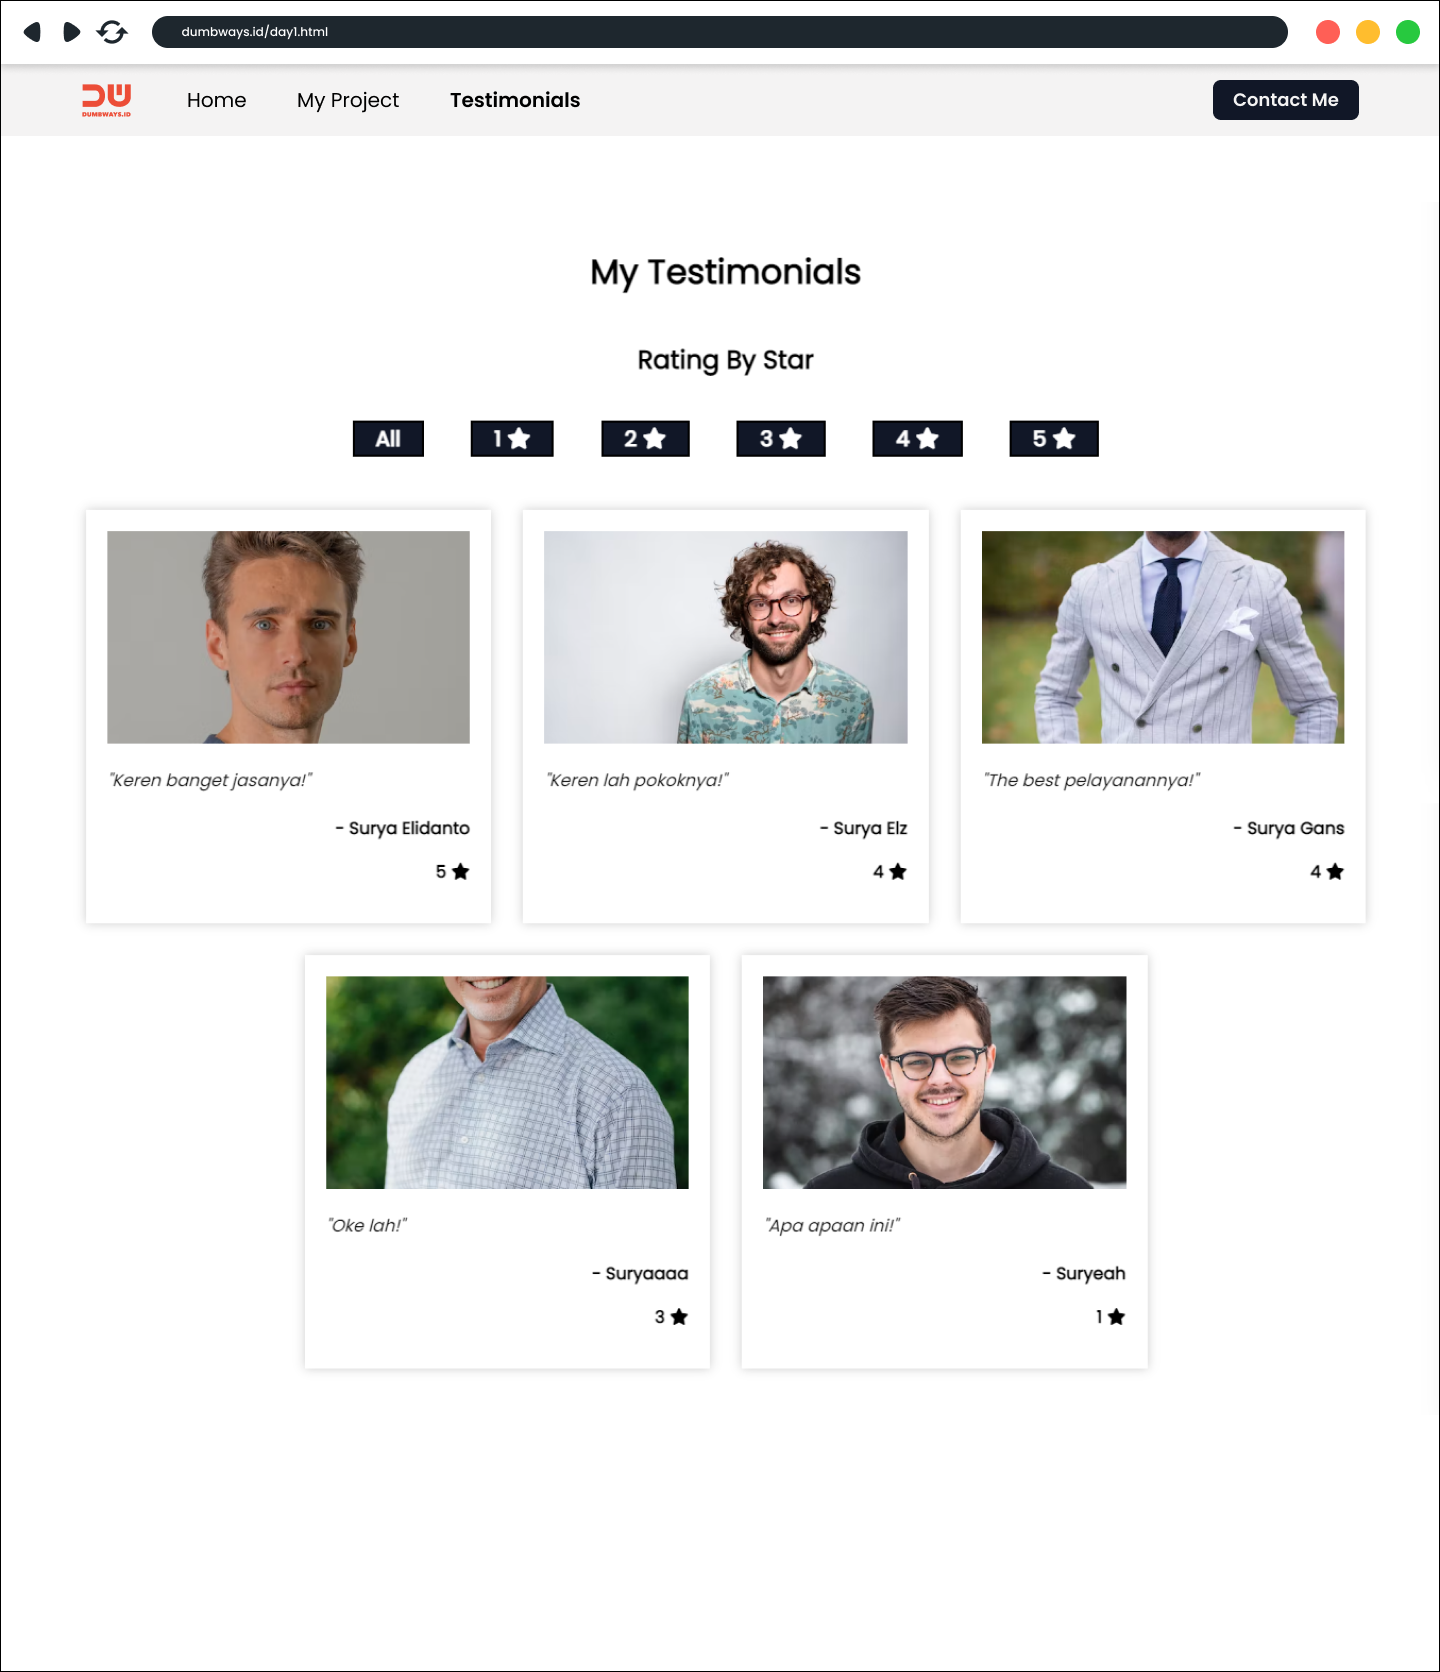 dumbways.id/day1.html
DW
DUMBWAYS.ID
Home
My Project
Testimonials
Contact Me
My Testimonials
Rating By Star
All
1
2
3
4
5
"Keren banget jasanya!"
- Surya Elidanto
5
"Keren lah pokoknya!"
- Surya Elz
4
"The best pelayanannya!"
- Surya Gans
4
"Oke lah!"
- Suryaaaa
3
"Apa apaan ini!"
- Suryeah
1